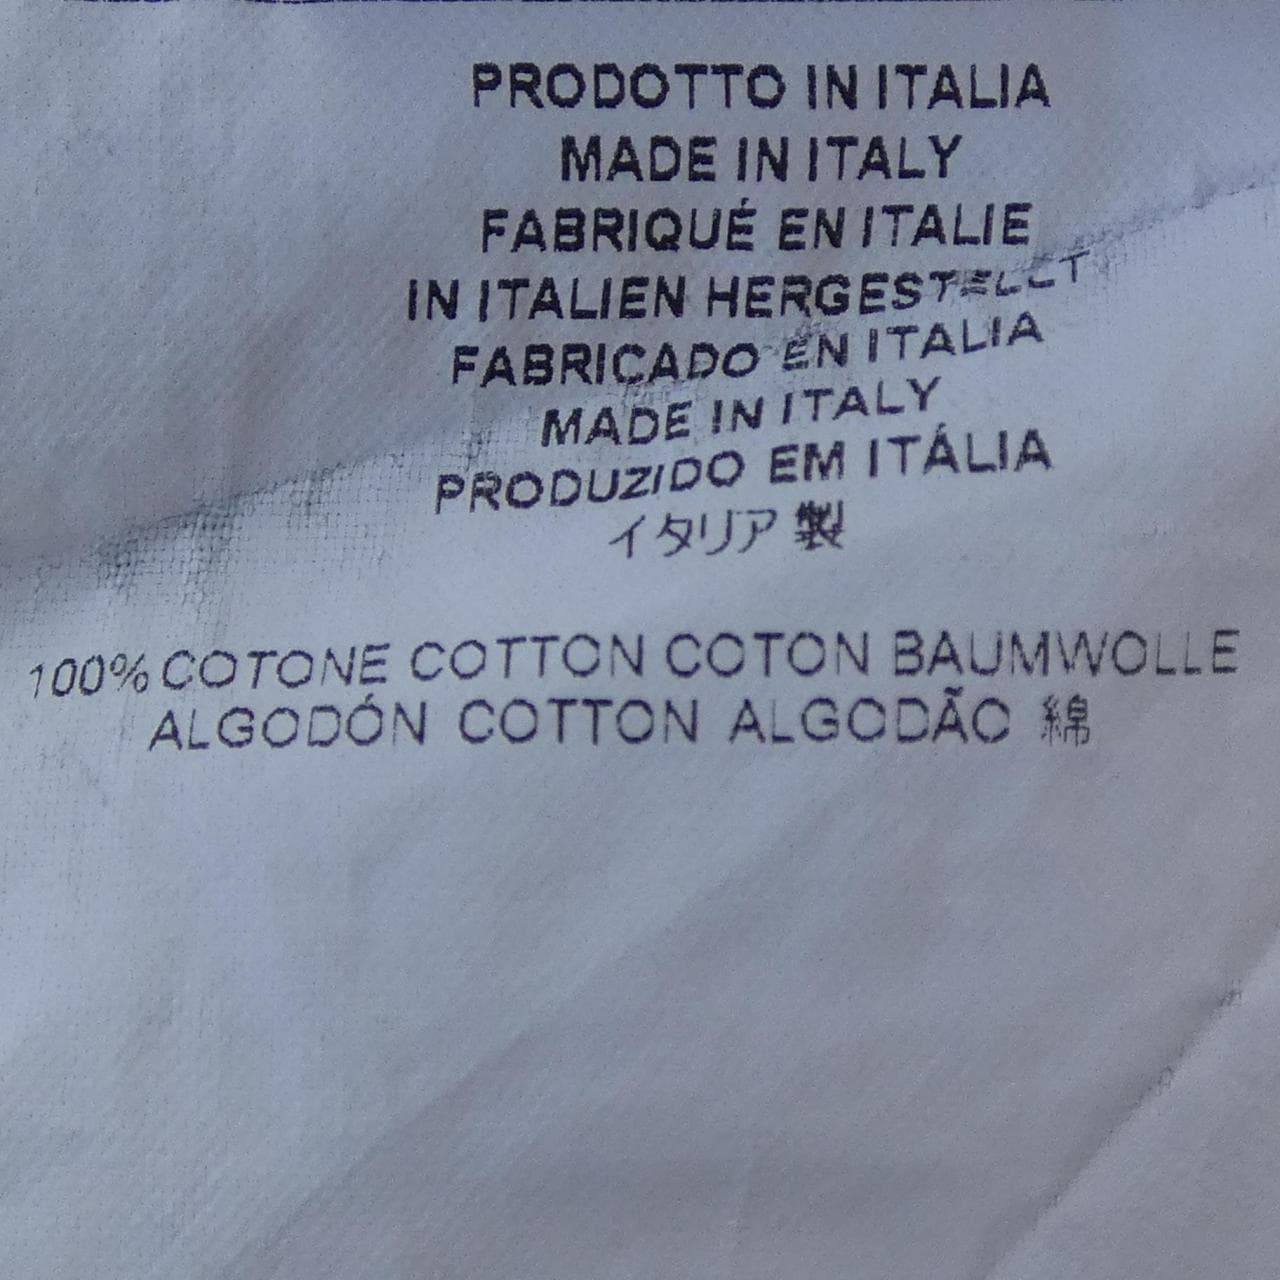 PRODOTTO IN ITALIA
MADE IN ITALY
FABRIQUÉ EN ITALIE
IN ITALIEN HERGESTELLT
FABRICADO EN ITALIA
MADE IN ITALY
PRODUZIDO EM ITÁLIA
イタリア製
100% COTONE COTTON COTON BAUMWOLLE
ALGODÓN COTTON ALGODÃO 綿